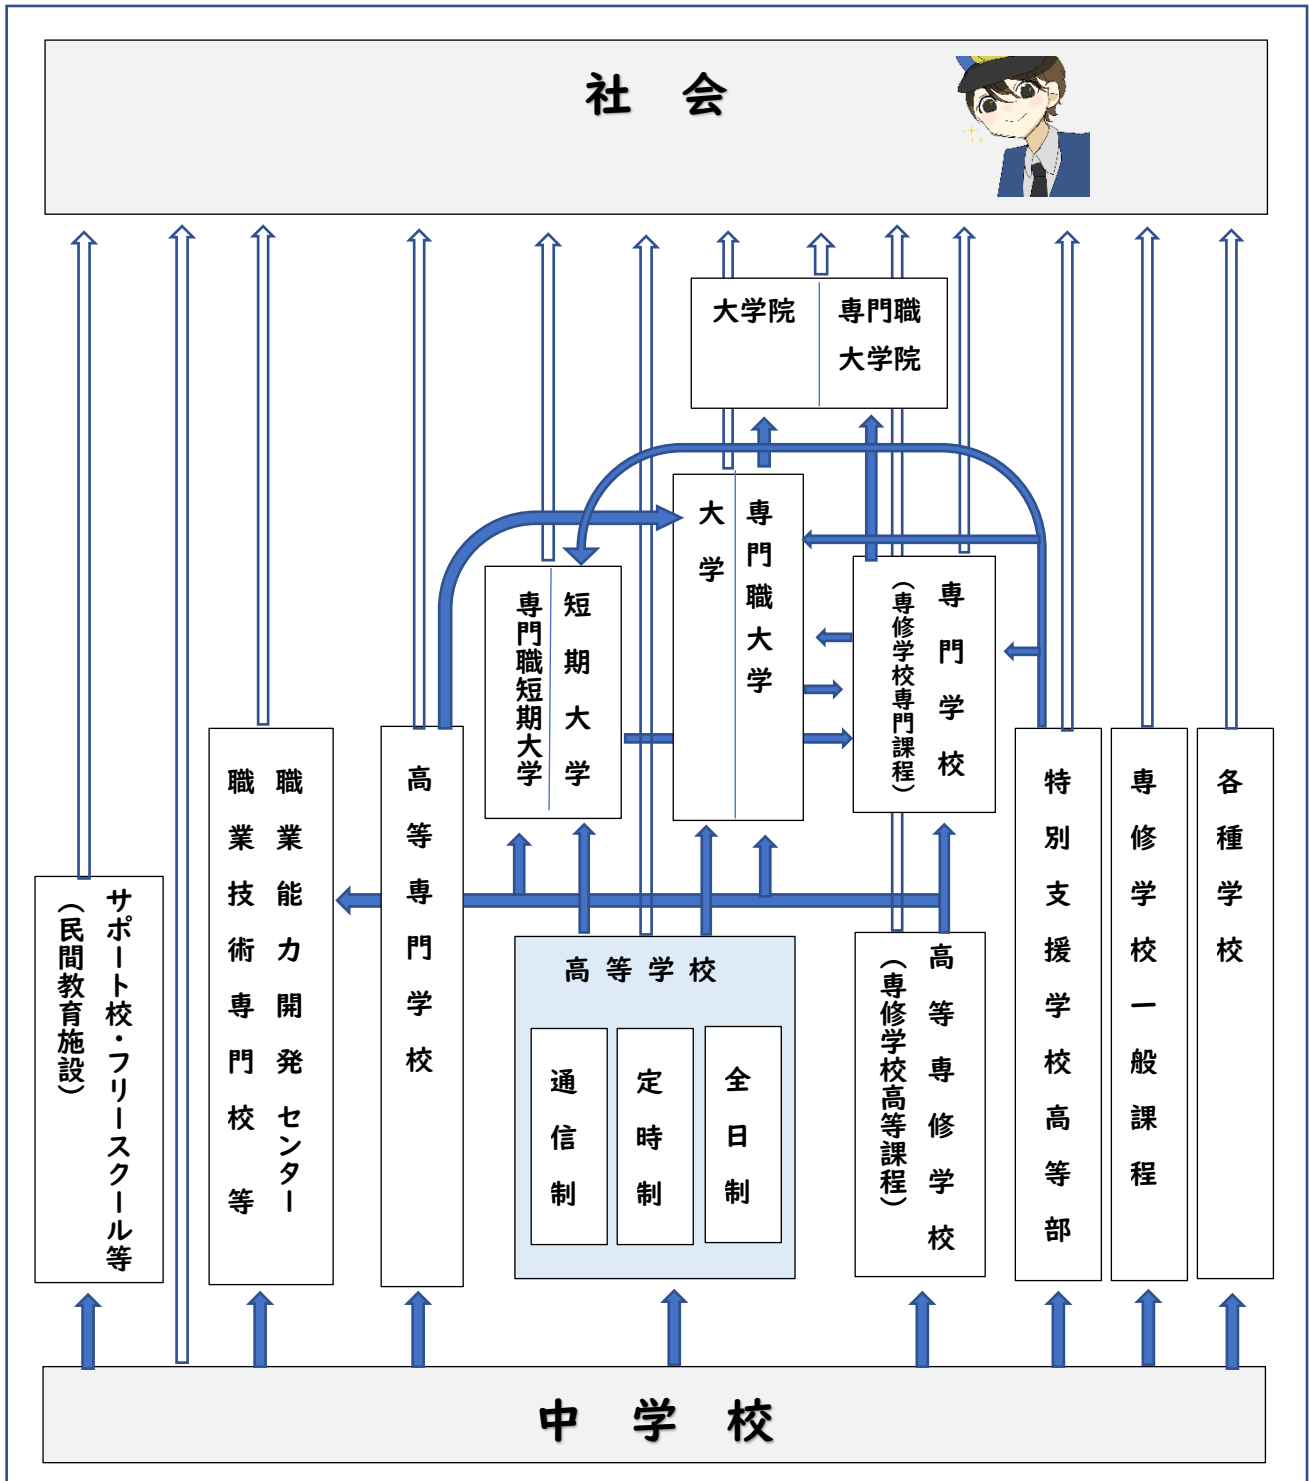 社　会
大学院
専門職
大学院
大学
専門職大学
専門職短期大学
短期大学
専門学校
（専修学校専門課程）
サポート校・フリースクール等
（民間教育施設）
職業能力開発センター
職業技術専門校　等
高等専門学校
高等学校
通信制
定時制
全日制
高等専修学校
（専修学校高等課程）
特別支援学校高等部
専修学校一般課程
各種学校
中　学　校